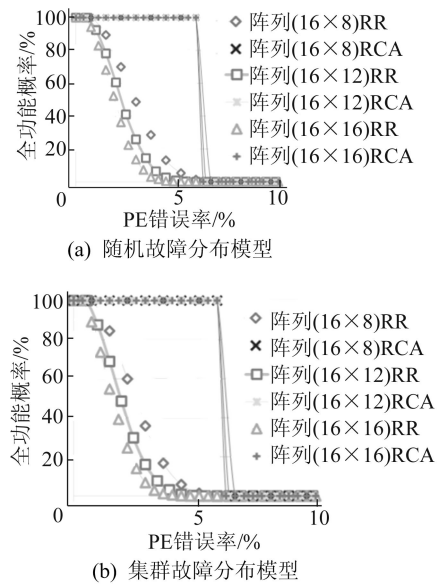 100
80
60
40
20
0
5
10
全功能概率/%
PE错误率/%
阵列(16×8)RR
阵列(16×8)RCA
阵列(16×12)RR
阵列(16×12)RCA
阵列(16×16)RR
阵列(16×16)RCA
(a) 随机故障分布模型
100
80
60
40
20
0
5
10
全功能概率/%
PE错误率/%
阵列(16×8)RR
阵列(16×8)RCA
阵列(16×12)RR
阵列(16×12)RCA
阵列(16×16)RR
阵列(16×16)RCA
(b) 集群故障分布模型